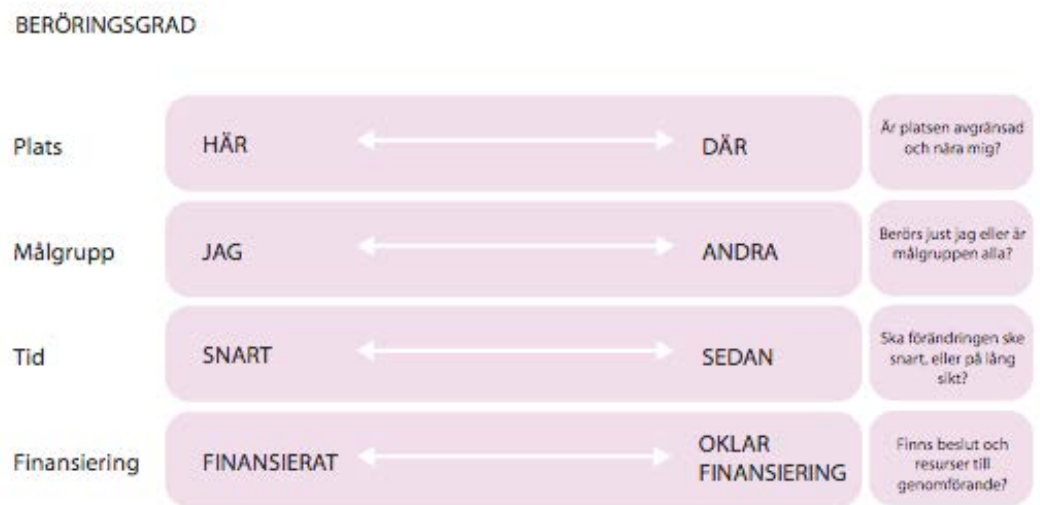 BERÖRINGSGRAD
Plats
HÄR
DÄR
Är platsen avgränsad
och nära mig?
Målgrupp
JAG
ANDRA
Berörs just jag eller är
målgruppen alla?
Tid
SNART
SEDAN
Ska förändringen ske
snart, eller på lång
sikt?
Finansiering
FINANSIERAT
OKLAR
FINANSIERING
Finns beslut och
resurser till
genomförande?